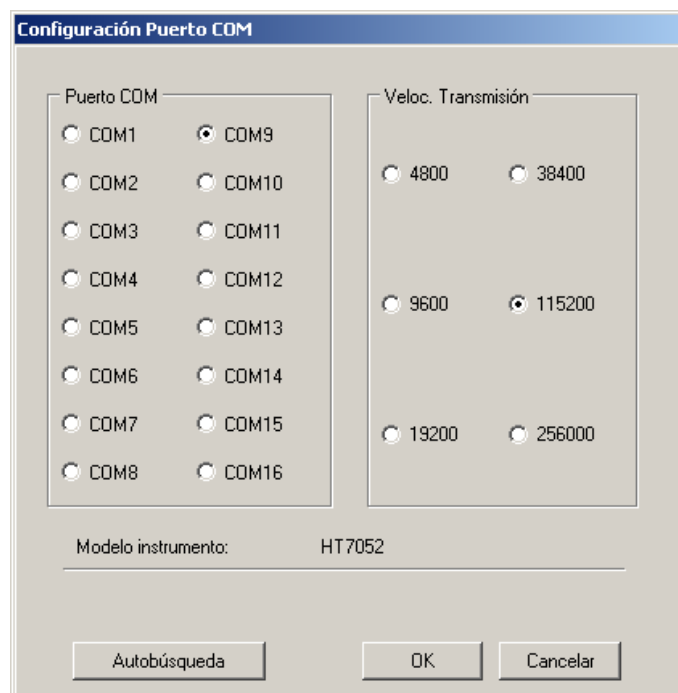 Configuración Puerto COM
Puerto COM
COM1 COM9
COM2 COM10
COM3 COM11
COM4 COM12
COM5 COM13
COM6 COM14
COM7 COM15
COM8 COM16
Veloc. Transmisión
4800 38400
9600 115200
19200 256000
Modelo instrumento: HT7052
Autobúsqueda OK Cancelar